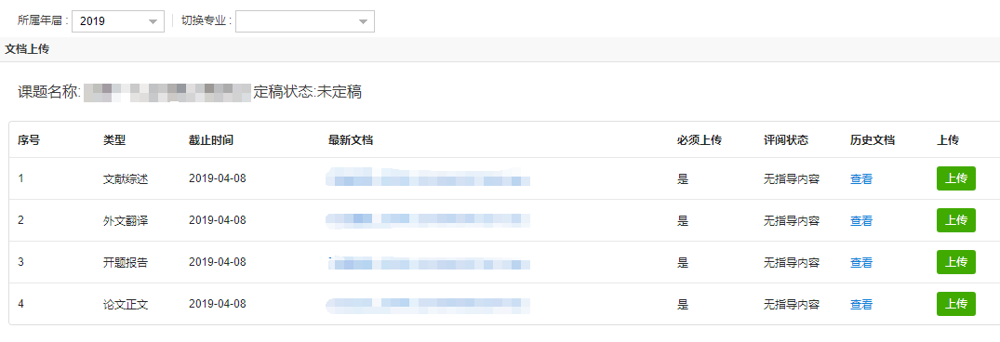 所属年届 : 2019 切换专业 :
文档上传
课题名称: 定稿状态:未定稿
序号 类型 截止时间 最新文档 必须上传 评阅状态 历史文档 上传
1 文献综述 2019-04-08 是 无指导内容 查看 上传
2 外文翻译 2019-04-08 是 无指导内容 查看 上传
3 开题报告 2019-04-08 是 无指导内容 查看 上传
4 论文正文 2019-04-08 是 无指导内容 查看 上传